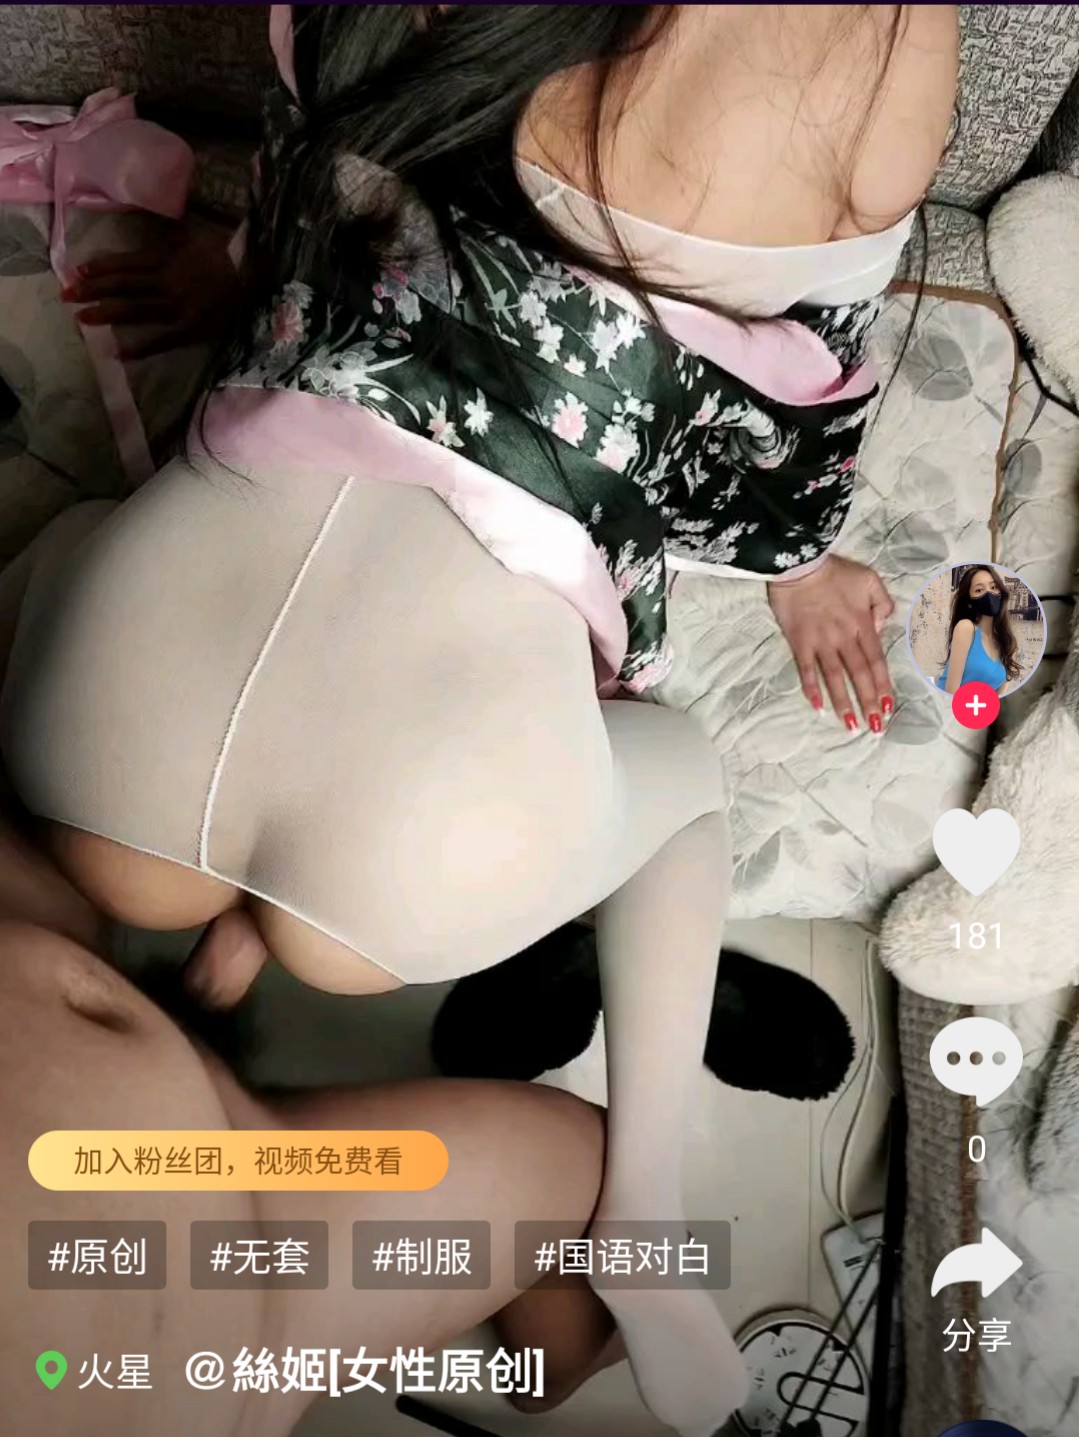 181
0
分享
加入粉丝团，视频免费看
#原创 #无套 #制服 #国语对白
火星 @絲姬[女性原创]